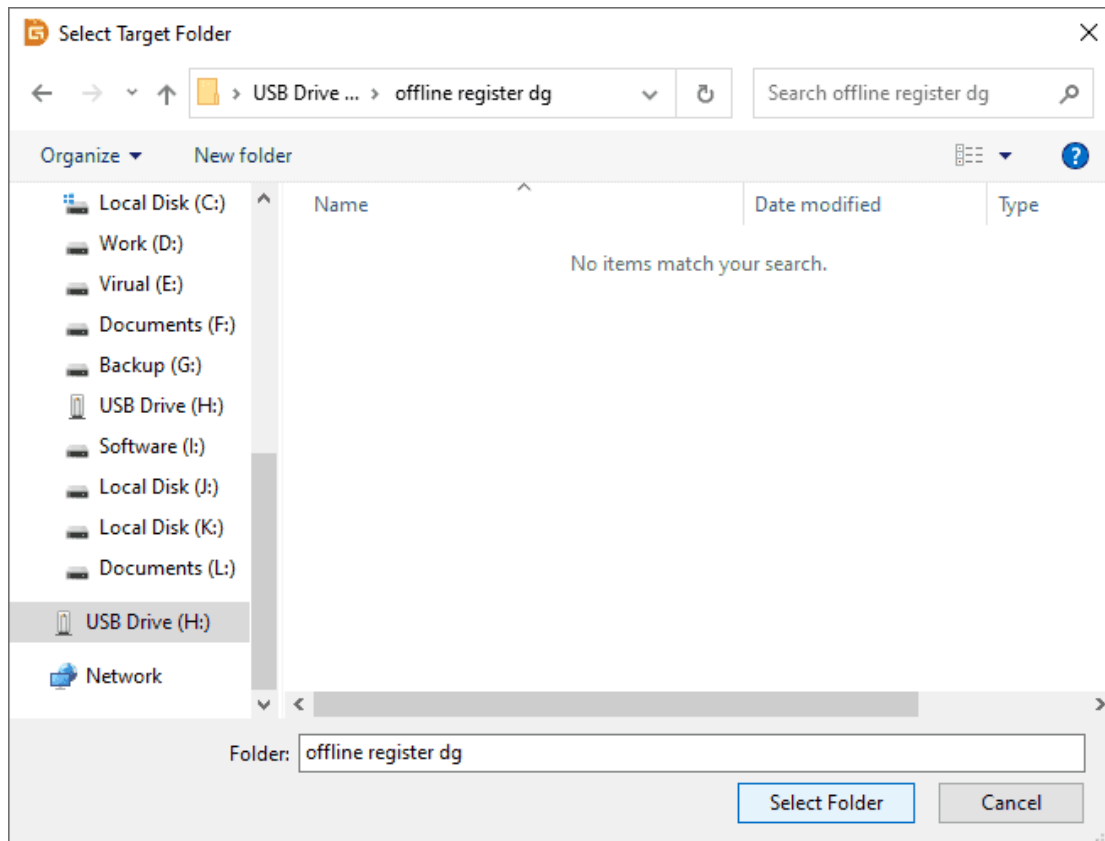 Select Target Folder
USB Drive ... › offline register dg
Search offline register dg
Organize
New folder
Name
Date modified
Type
No items match your search.
Local Disk (C:)
Work (D:)
Virual (E:)
Documents (F:)
Backup (G:)
USB Drive (H:)
Software (I:)
Local Disk (J:)
Local Disk (K:)
Documents (L:)
USB Drive (H:)
Network
Folder: offline register dg
Select Folder
Cancel